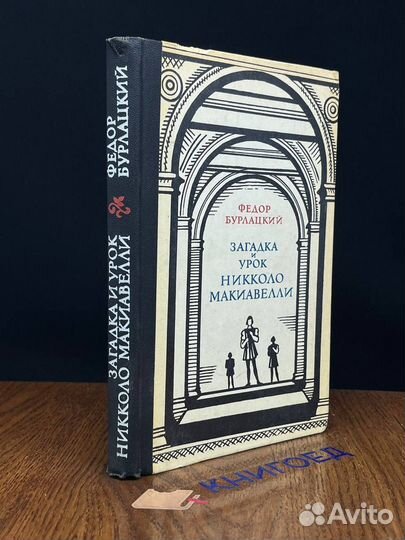 ФЕДОР
БУРЛАЦКИЙ
ЗАГАДКА И УРОК
НИККОЛО МАКИАВЕЛЛИ
ФЕДОР
БУРЛАЦКИЙ
ЗАГАДКА
И
УРОК
НИККОЛО
МАКИАВЕЛЛИ
КНИГОЕД
Avito